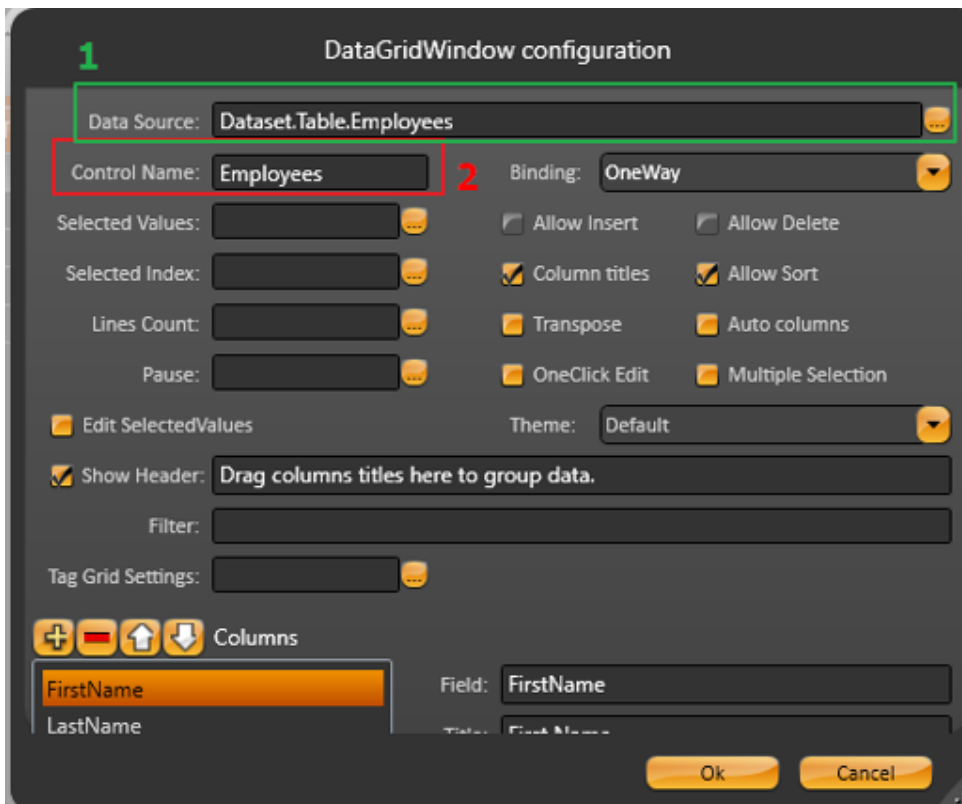 DataGridWindow configuration
1
Data Source: Dataset.Table.Employees ...
Control Name: Employees 2 Binding: OneWay
Selected Values: ... Allow Insert Allow Delete
Selected Index: ... Column titles Allow Sort
Lines Count: ... Transpose Auto columns
Pause: ... OneClick Edit Multiple Selection
Edit SelectedValues Theme: Default
Show Header: Drag columns titles here to group data.
Filter:
Tag Grid Settings: ...
Columns
FirstName Field: FirstName
LastName Title: First Name
Ok Cancel